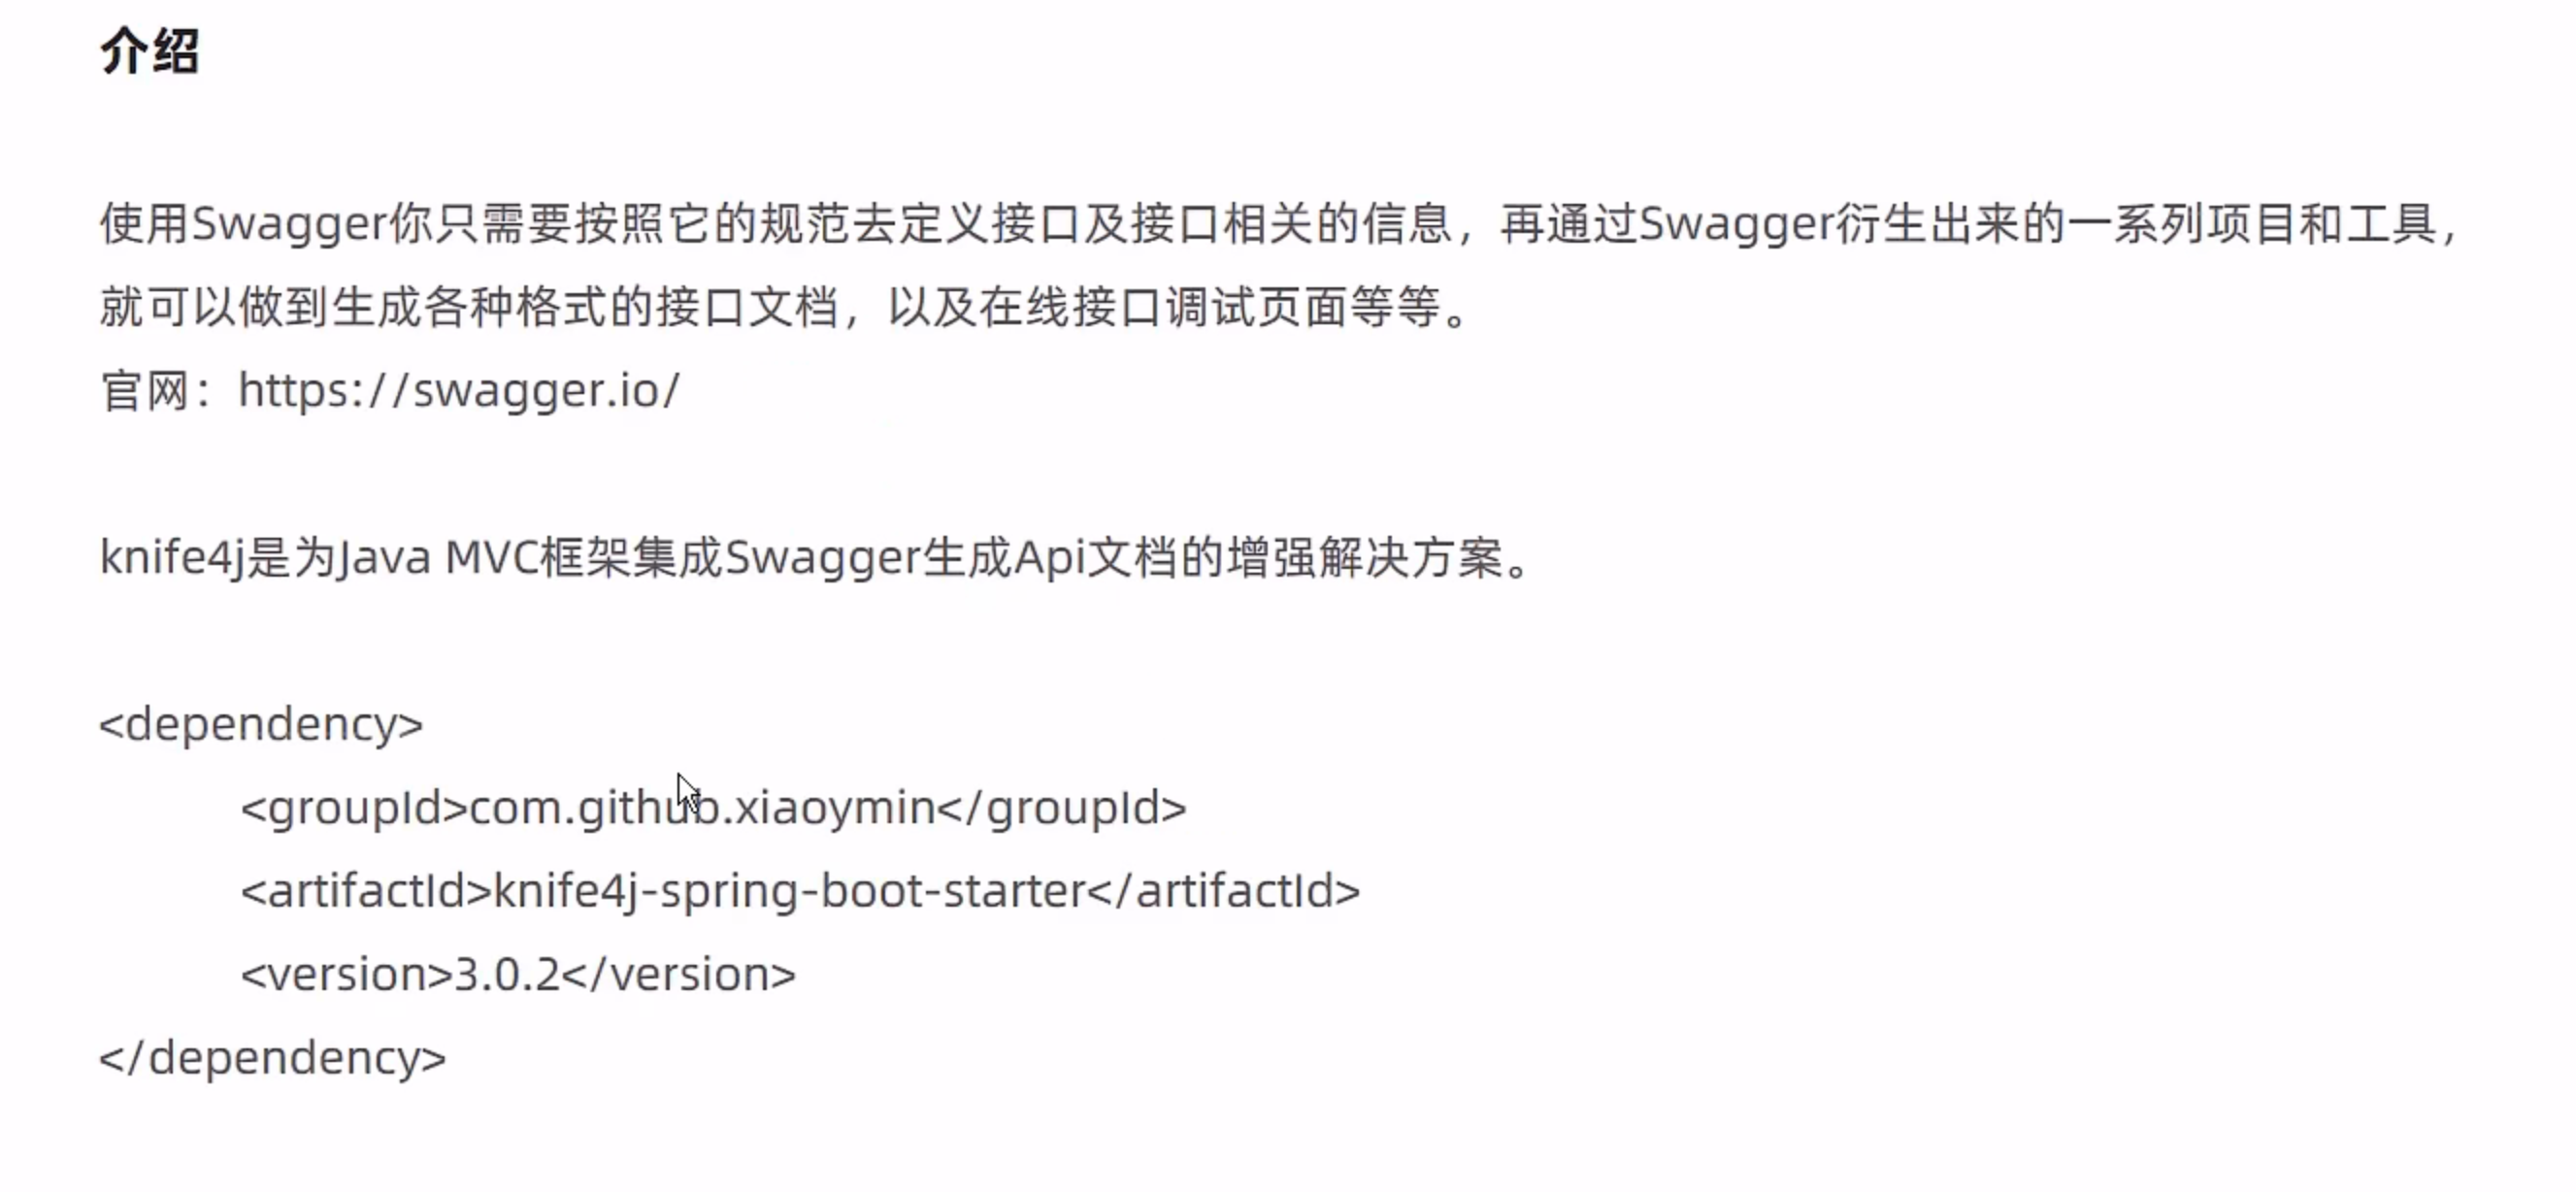 介绍
使用Swagger你只需要按照它的规范去定义接口及接口相关的信息，再通过Swagger衍生出来的一系列项目和工具，
就可以做到生成各种格式的接口文档，以及在线接口调试页面等等。
官网：https://swagger.io/
knife4j是为Java MVC框架集成Swagger生成Api文档的增强解决方案。
<dependency>
<groupId>com.github.xiaoymin</groupId>
<artifactId>knife4j-spring-boot-starter</artifactId>
<version>3.0.2</version>
</dependency>